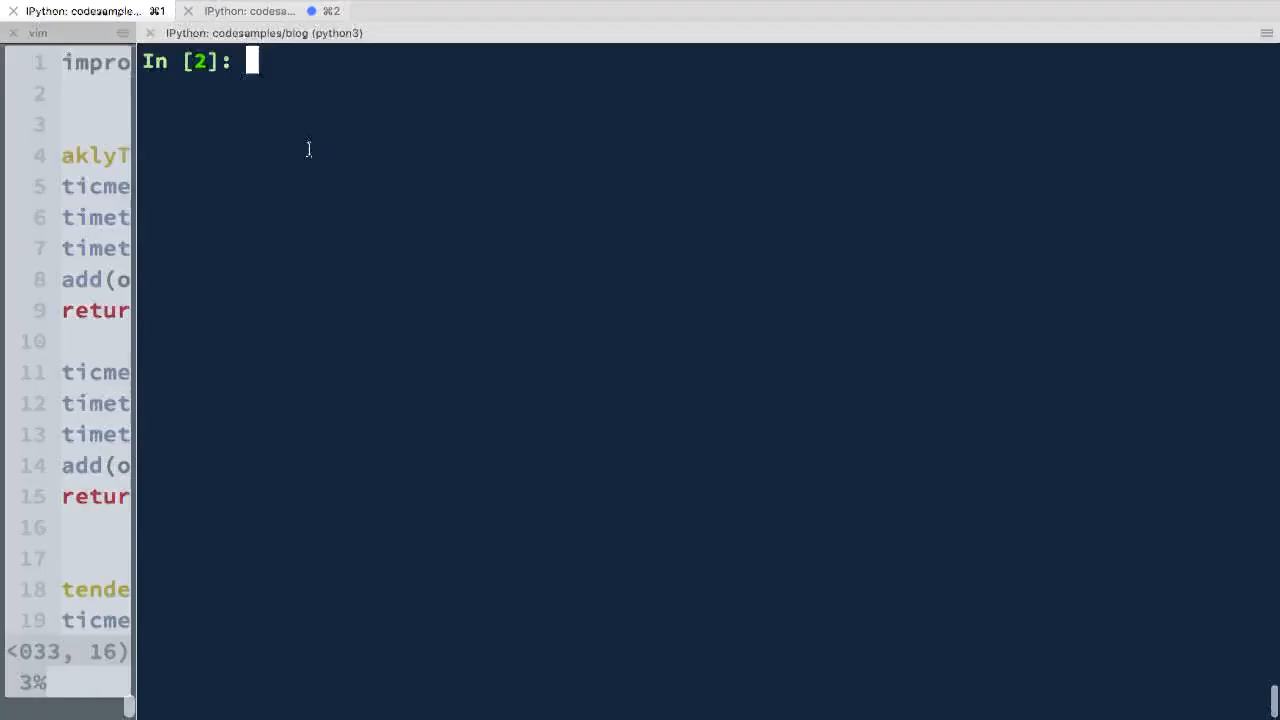 IPython: codesample... ⌘1 IPython: codesa... ⌘2
vim IPython: codesamples/blog (python3)
In [2]:
1 impro
2
3
4 aklyT
5 ticme
6 timet
7 timet
8 add(o
9 retur
10
11 ticme
12 timet
13 timet
14 add(o
15 retur
16
17
18 tende
19 ticme
<033, 16)
3%